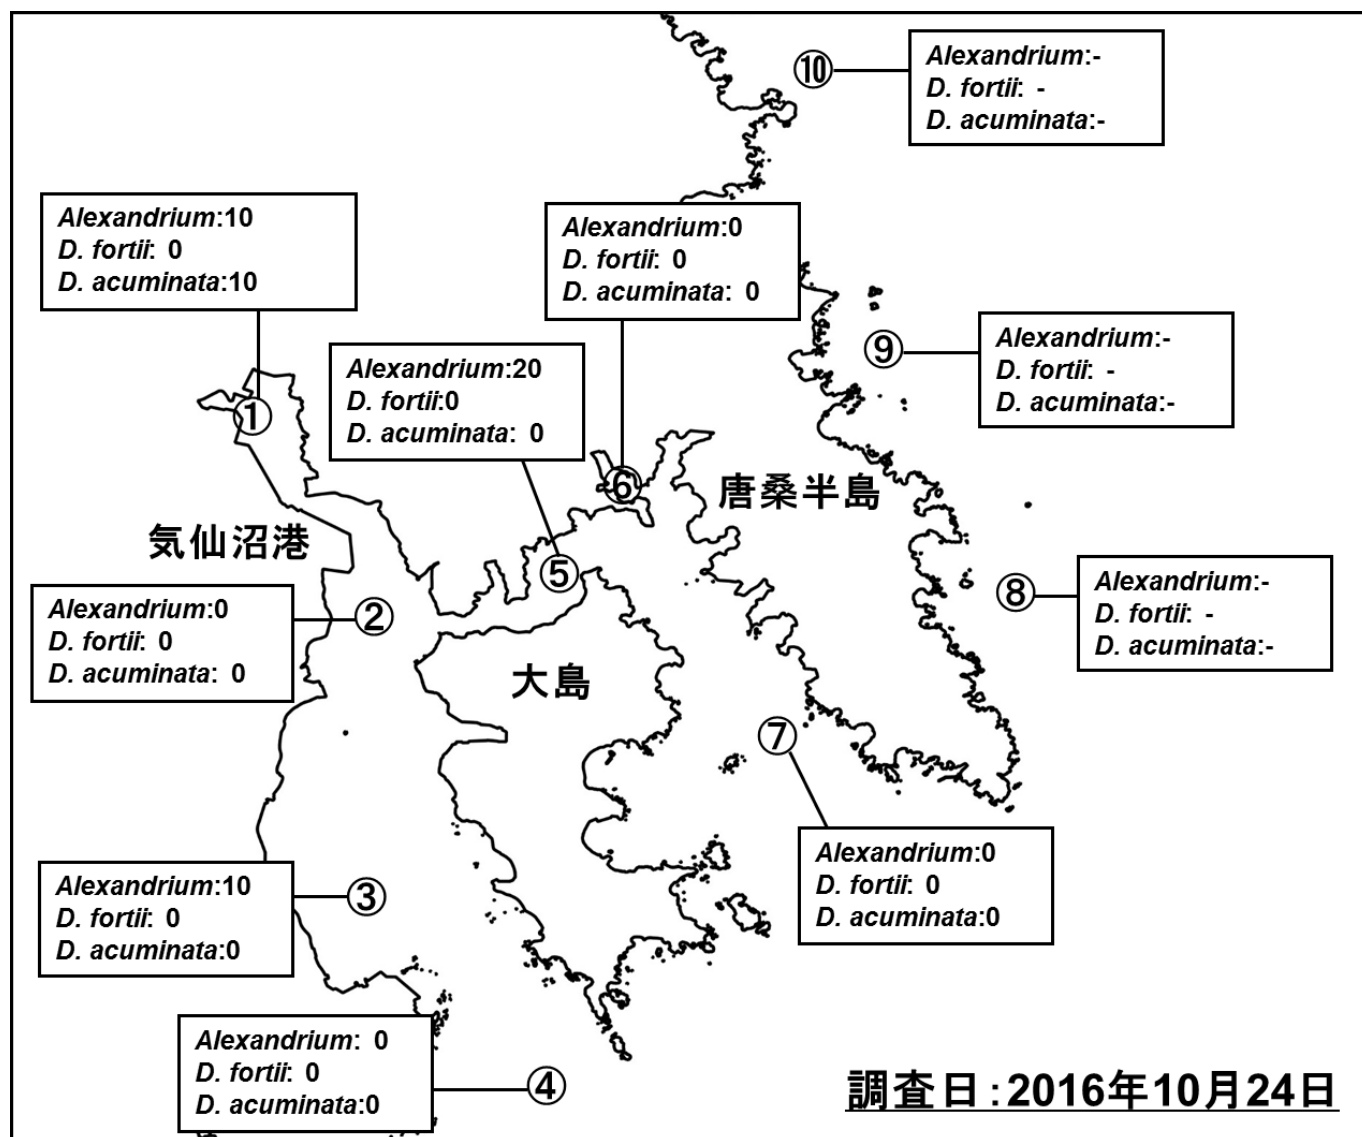 ⑩
Alexandrium:-
D. fortii: -
D. acuminata:-
Alexandrium:10
D. fortii: 0
D. acuminata:10
①
Alexandrium:0
D. fortii: 0
D. acuminata: 0
⑥
⑨
Alexandrium:-
D. fortii: -
D. acuminata:-
Alexandrium:20
D. fortii:0
D. acuminata: 0
⑤
唐桑半島
気仙沼港
Alexandrium:0
D. fortii: 0
D. acuminata: 0
②
⑧
Alexandrium:-
D. fortii: -
D. acuminata:-
大島
⑦
Alexandrium:0
D. fortii: 0
D. acuminata:0
Alexandrium:10
D. fortii: 0
D. acuminata:0
③
Alexandrium: 0
D. fortii: 0
D. acuminata:0
④
調査日:2016年10月24日